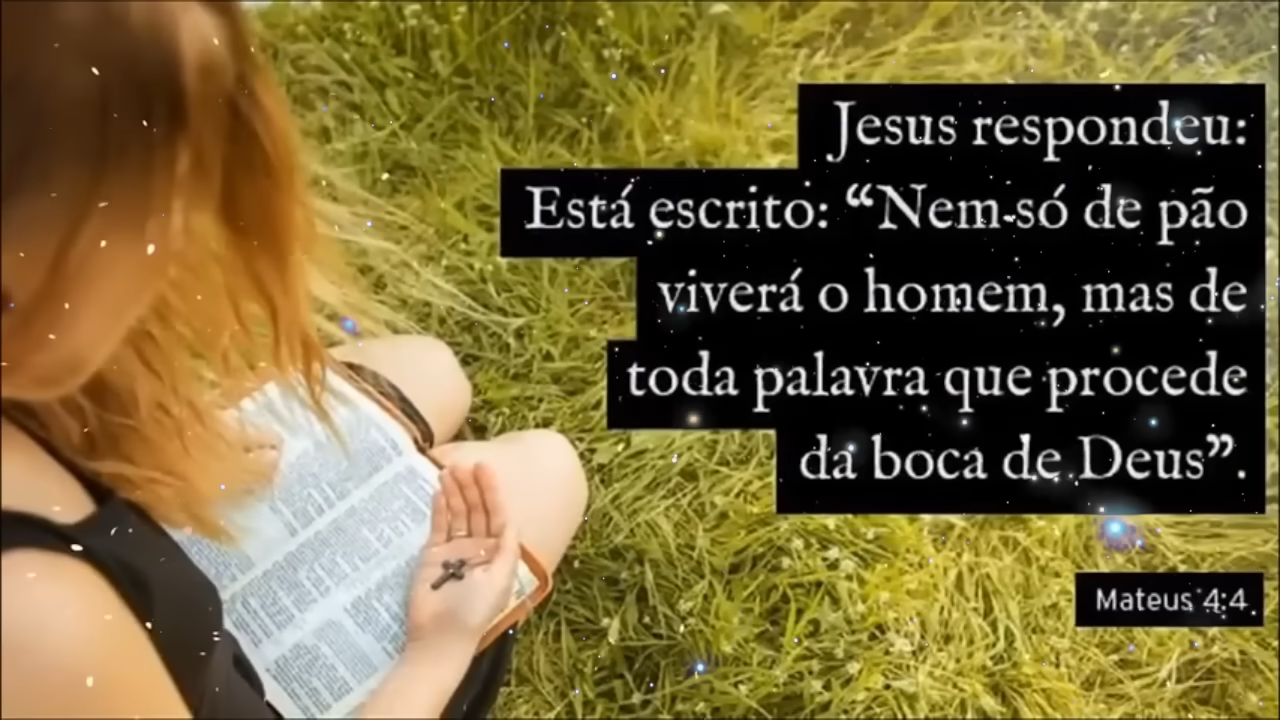 Jesus respondeu:
Está escrito: “Nem só de pão
viverá o homem, mas de
toda palavra que procede
da boca de Deus”.
Mateus 4:4